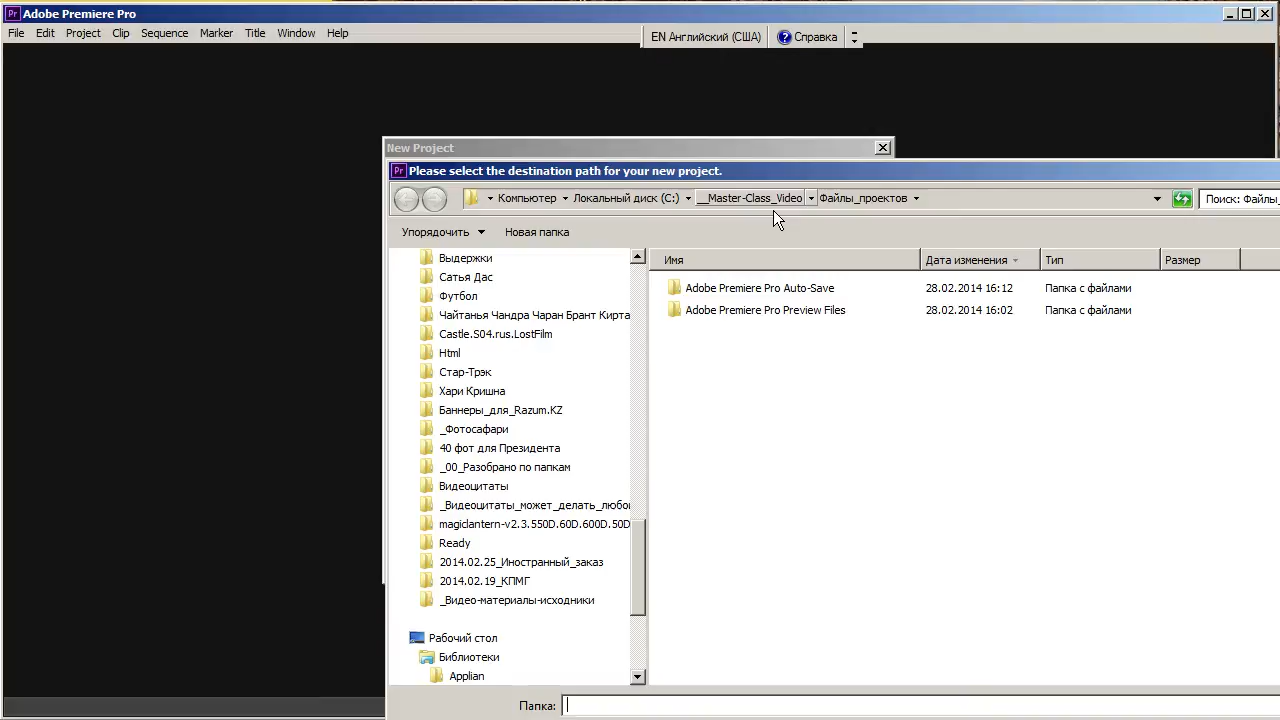 Adobe Premiere Pro
File Edit Project Clip Sequence Marker Title Window Help
EN Английский (США) Справка
New Project
Please select the destination path for your new project.
Компьютер Локальный диск (C:) __Master-Class_Video Файлы_проектов Поиск: Файлы_
Упорядочить Новая папка
Имя Дата изменения Тип Размер
Adobe Premiere Pro Auto-Save 28.02.2014 16:12 Папка с файлами
Adobe Premiere Pro Preview Files 28.02.2014 16:02 Папка с файлами
Выдержки
Сатья Дас
Футбол
Чайтанья Чандра Чаран Брант Кирта
Castle.S04.rus.LostFilm
Html
Стар-Трэк
Хари Кришна
Баннеры_для_Razum.KZ
_Фотосафари
40 фот для Президента
_00_Разобрано по папкам
Видеоцитаты
_Видеоцитаты_может_делать_любо
magiclantern-v2.3.550D.60D.600D.50D
Ready
2014.02.25_Иностранный_заказ
2014.02.19_КПМГ
_Видео-материалы-исходники
Рабочий стол
Библиотеки
Applian
Папка: